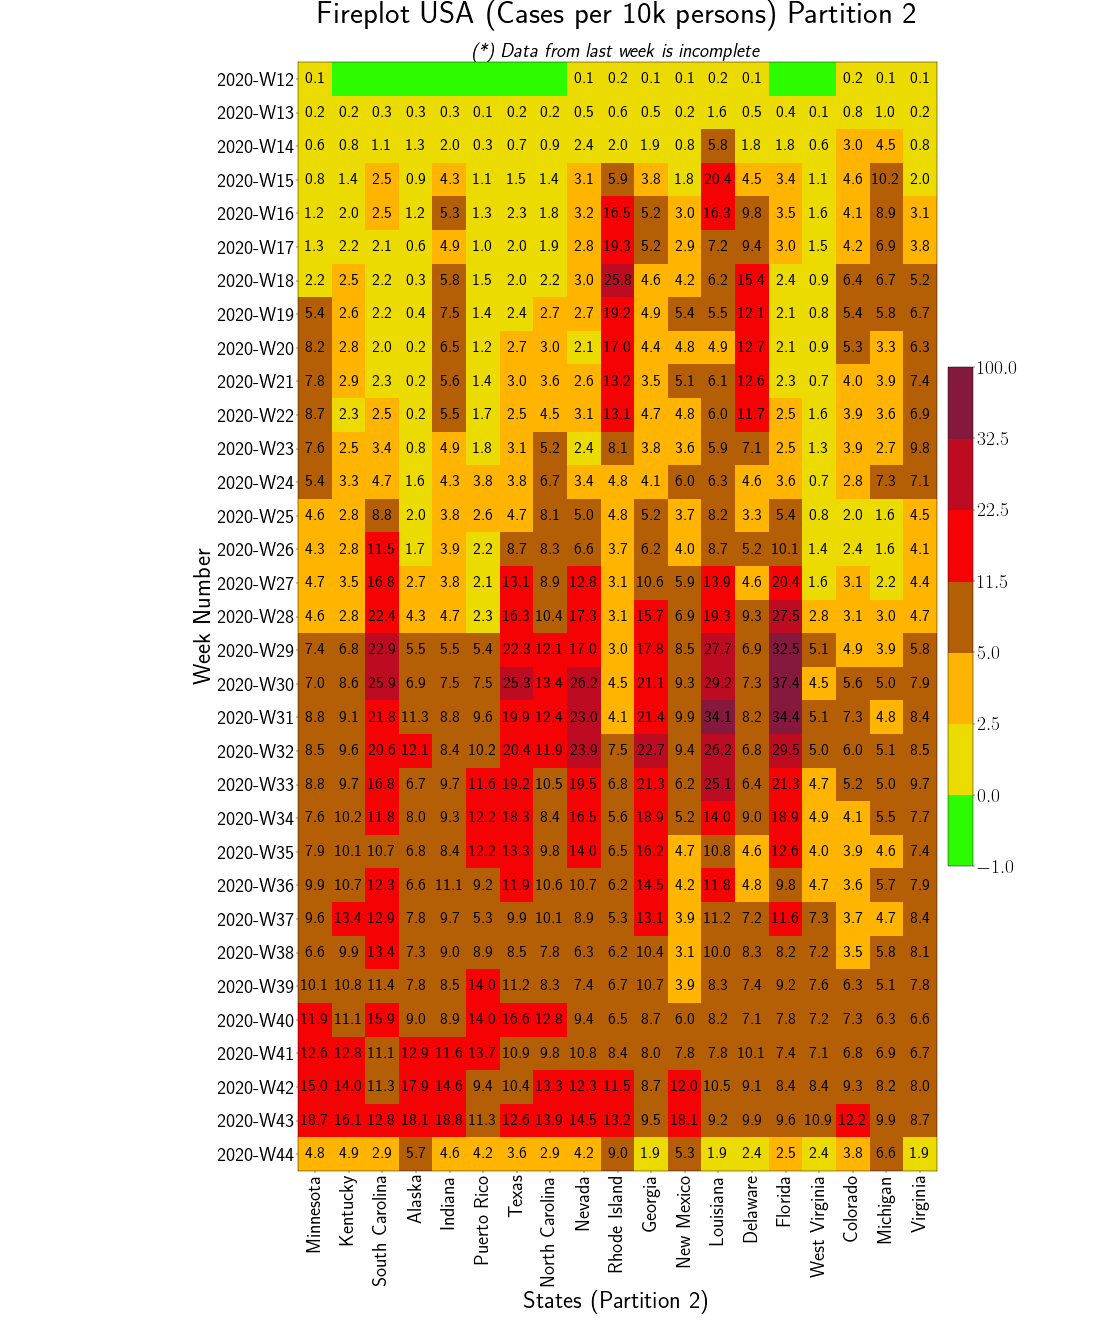 Fireplot USA (Cases per 10k persons) Partition 2
(*) Data from last week is incomplete
2020-W12 0.1 0.1 0.2 0.1 0.1 0.2 0.1 0.2 0.1 0.1
2020-W13 0.2 0.2 0.3 0.3 0.3 0.1 0.2 0.2 0.5 0.6 0.5 0.2 1.6 0.5 0.4 0.1 0.8 1.0 0.2
2020-W14 0.6 0.8 1.1 1.3 2.0 0.3 0.7 0.9 2.4 2.0 1.9 0.8 5.8 1.8 1.8 0.6 3.0 4.5 0.8
2020-W15 0.8 1.4 2.5 0.9 4.3 1.1 1.5 1.4 3.1 5.9 3.8 1.8 20.4 4.5 3.4 1.1 4.6 10.2 2.0
2020-W16 1.2 2.0 2.5 1.2 5.3 1.3 2.3 1.8 3.2 16.5 5.2 3.0 16.3 9.8 3.5 1.6 4.1 8.9 3.1
2020-W17 1.3 2.2 2.1 0.6 4.9 1.0 2.0 1.9 2.8 19.3 5.2 2.9 7.2 9.4 3.0 1.5 4.2 6.9 3.8
2020-W18 2.2 2.5 2.2 0.3 5.8 1.5 2.0 2.2 3.0 25.8 4.6 4.2 6.2 15.4 2.4 0.9 6.4 6.7 5.2
2020-W19 5.4 2.6 2.2 0.4 7.5 1.4 2.4 2.7 2.7 19.2 4.9 5.4 5.5 12.1 2.1 0.8 5.4 5.8 6.7
2020-W20 8.2 2.8 2.0 0.2 6.5 1.2 2.7 3.0 2.1 17.0 4.4 4.8 4.9 12.7 2.1 0.9 5.3 3.3 6.3
2020-W21 7.8 2.9 2.3 0.2 5.6 1.4 3.0 3.6 2.6 13.2 3.5 5.1 6.1 12.6 2.3 0.7 4.0 3.9 7.4
2020-W22 8.7 2.3 2.5 0.2 5.5 1.7 2.5 4.5 3.1 13.1 4.7 4.8 6.0 11.7 2.5 1.6 3.9 3.6 6.9
2020-W23 7.6 2.5 3.4 0.8 4.9 1.8 3.1 5.2 2.4 8.1 3.8 3.6 5.9 7.1 2.5 1.3 3.9 2.7 9.8
2020-W24 5.4 3.3 4.7 1.6 4.3 3.8 3.8 6.7 3.4 4.8 4.1 6.0 6.3 4.6 3.6 0.7 2.8 7.3 7.1
2020-W25 4.6 2.8 8.8 2.0 3.8 2.6 4.7 8.1 5.0 4.8 5.2 3.7 8.2 3.3 5.4 0.8 2.0 1.6 4.5
2020-W26 4.3 2.8 11.5 1.7 3.9 2.2 8.7 8.3 6.6 3.7 6.2 4.0 8.7 5.2 10.1 1.4 2.4 1.6 4.1
2020-W27 4.7 3.5 16.8 2.7 3.8 2.1 13.1 8.9 12.8 3.1 10.6 5.9 13.9 4.6 20.4 1.6 3.1 2.2 4.4
2020-W28 4.6 2.8 22.4 4.3 4.7 2.3 16.3 10.4 17.3 3.1 15.7 6.9 19.3 9.3 27.5 2.8 3.1 3.0 4.7
2020-W29 7.4 6.8 22.9 5.5 5.5 5.4 22.3 12.1 17.0 3.0 17.8 8.5 27.7 6.9 32.5 5.1 4.9 3.9 5.8
2020-W30 7.0 8.6 25.9 6.9 7.5 7.5 25.3 13.4 26.2 4.5 21.1 9.3 29.2 7.3 37.4 4.5 5.6 5.0 7.9
2020-W31 8.8 9.1 21.8 11.3 8.8 9.6 19.9 12.4 23.0 4.1 21.4 9.9 34.1 8.2 34.4 5.1 7.3 4.8 8.4
2020-W32 8.5 9.6 20.6 12.1 8.4 10.2 20.4 11.9 23.9 7.5 22.7 9.4 26.2 6.8 29.5 5.0 6.0 5.1 8.5
2020-W33 8.8 9.7 16.8 6.7 9.7 11.6 19.2 10.5 19.5 6.8 21.3 6.2 25.1 6.4 21.3 4.7 5.2 5.0 9.7
2020-W34 7.6 10.2 11.8 8.0 9.3 12.2 18.3 8.4 16.5 5.6 18.9 5.2 14.0 9.0 18.9 4.9 4.1 5.5 7.7
2020-W35 7.9 10.1 10.7 6.8 8.4 12.2 13.3 9.8 14.0 6.5 16.2 4.7 10.8 4.6 12.6 4.0 3.9 4.6 7.4
2020-W36 9.9 10.7 12.3 6.6 11.1 9.2 11.9 10.6 10.7 6.2 14.5 4.2 11.8 4.8 9.8 4.7 3.6 5.7 7.9
2020-W37 9.6 13.4 12.9 7.8 9.7 5.3 9.9 10.1 8.9 5.3 13.1 3.9 11.2 7.2 11.6 7.3 3.7 4.7 8.4
2020-W38 6.6 9.9 13.4 7.3 9.0 8.9 8.5 7.8 6.3 6.2 10.4 3.1 10.0 8.3 8.2 7.2 3.5 5.8 8.1
2020-W39 10.1 10.8 11.4 7.8 8.5 14.0 11.2 8.3 7.4 6.7 10.7 3.9 8.3 7.4 9.2 7.6 6.3 5.1 7.8
2020-W40 11.9 11.1 15.9 9.0 8.9 14.0 16.6 12.8 9.4 6.5 8.7 6.0 8.2 7.1 7.8 7.2 7.3 6.3 6.6
2020-W41 12.6 12.8 11.1 12.9 11.6 13.7 10.9 9.8 10.8 8.4 8.0 7.8 7.8 10.1 7.4 7.1 6.8 6.9 6.7
2020-W42 15.0 14.0 11.3 17.9 14.6 9.4 10.4 13.3 12.3 11.5 8.7 12.0 10.5 9.1 8.4 8.4 9.3 8.2 8.0
2020-W43 18.7 16.1 12.8 18.1 18.8 11.3 12.6 13.9 14.5 13.2 9.5 18.1 9.2 9.9 9.6 10.9 12.2 9.9 8.7
2020-W44 4.8 4.9 2.9 5.7 4.6 4.2 3.6 2.9 4.2 9.0 1.9 5.3 1.9 2.4 2.5 2.4 3.8 6.6 1.9
Week Number
Minnesota
Kentucky
South Carolina
Alaska
Indiana
Puerto Rico
Texas
North Carolina
Nevada
Rhode Island
Georgia
New Mexico
Louisiana
Delaware
Florida
West Virginia
Colorado
Michigan
Virginia
States (Partition 2)
100.0
32.5
22.5
11.5
5.0
2.5
0.0
−1.0